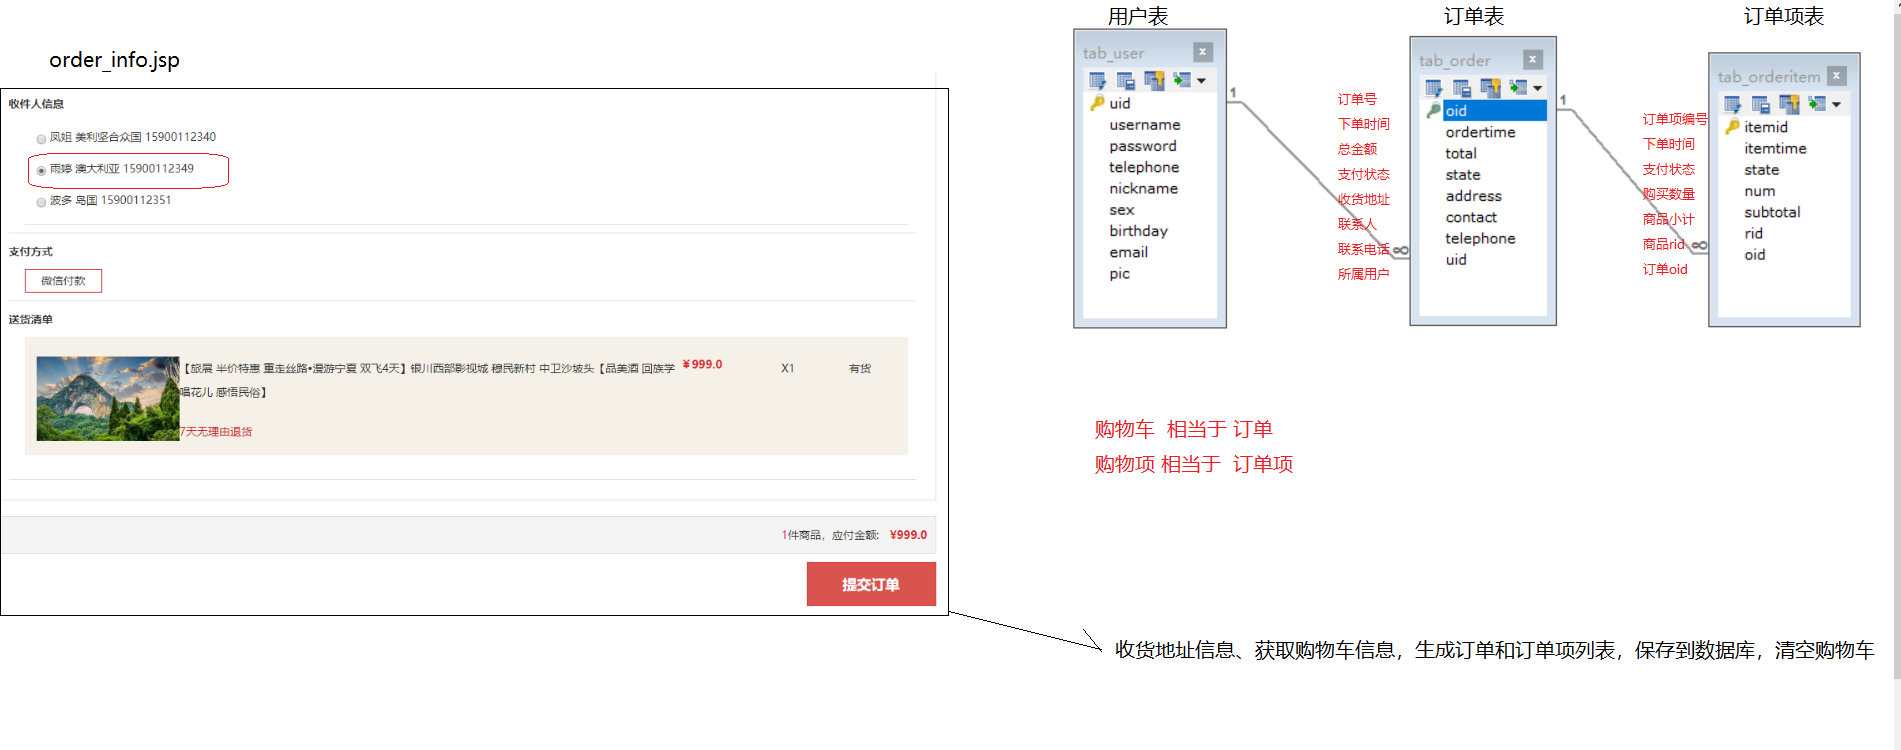 order_info.jsp
收件人信息
凤姐 美利坚合众国 15900112340
雨婷 澳大利亚 15900112349
波多 岛国 15900112351
支付方式
微信付款
送货清单
【旅展 半价特惠 重走丝路•漫游宁夏 双飞4天】银川西部影视城 穆民新村 中卫沙坡头【品美酒 回族学
唱花儿 感悟民俗】
¥999.0
X1
有货
7天无理由退货
1件商品，应付金额: ¥999.0
提交订单
用户表
tab_user
uid
username
password
telephone
nickname
sex
birthday
email
pic
1
∞
订单表
订单号
下单时间
总金额
支付状态
收货地址
联系人
联系电话
所属用户
tab_order
oid
ordertime
total
state
address
contact
telephone
uid
1
∞
订单项表
订单项编号
下单时间
支付状态
购买数量
商品小计
商品rid
订单oid
tab_orderitem
itemid
itemtime
state
num
subtotal
rid
oid
购物车 相当于 订单
购物项 相当于 订单项
收货地址信息、获取购物车信息，生成订单和订单项列表，保存到数据库，清空购物车